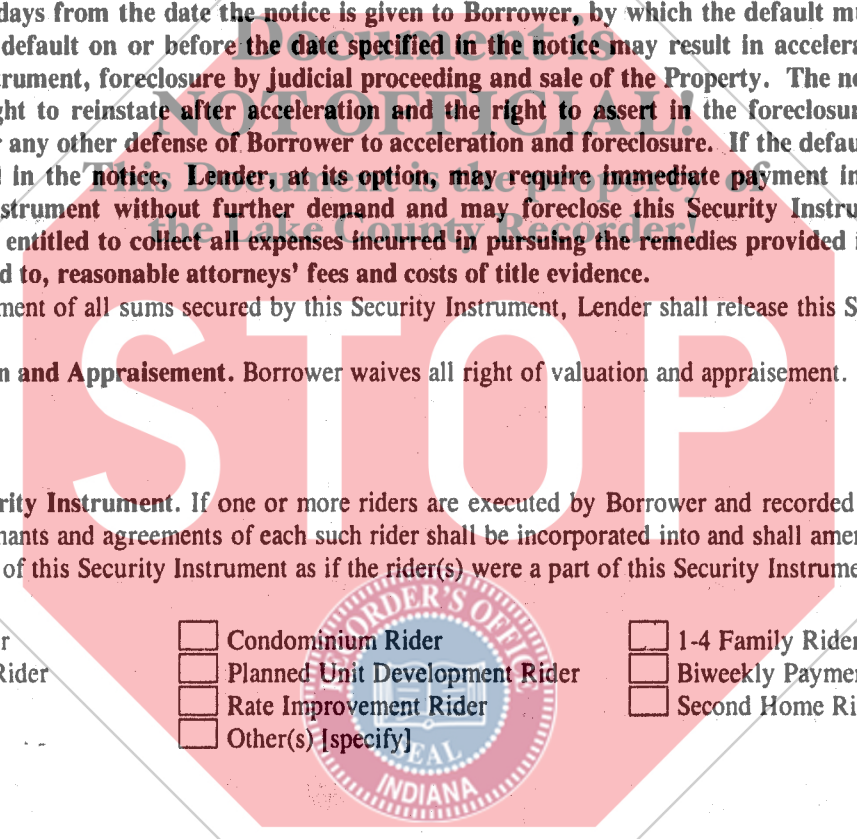 days from the date the notice is given to Borrower, by which the default m
default on or before the date specified in the notice may result in accelera
trument, foreclosure by judicial proceeding and sale of the Property. The no
ght to reinstate after acceleration and the right to assert in the foreclosur
any other defense of Borrower to acceleration and foreclosure. If the defau
in the notice, Lender, at its option, may require immediate payment in
strument without further demand and may foreclose this Security Instru
entitled to collect all expenses incurred in pursuing the remedies provided i
d to, reasonable attorneys' fees and costs of title evidence.
ment of all sums secured by this Security Instrument, Lender shall release this S
n and Appraisement. Borrower waives all right of valuation and appraisement.
rity Instrument. If one or more riders are executed by Borrower and recorded
nants and agreements of each such rider shall be incorporated into and shall amen
of this Security Instrument as if the rider(s) were a part of this Security Instrume
r Condominium Rider 1-4 Family Rider
Rider Planned Unit Development Rider Biweekly Payme
Rate Improvement Rider Second Home Ri
Other(s) [specify]
Document is
NOT OFFICIAL!
This Document is the property of
the Lake County Recorder!
STOP
RECORDER'S OFFICE
SEAL
INDIANA